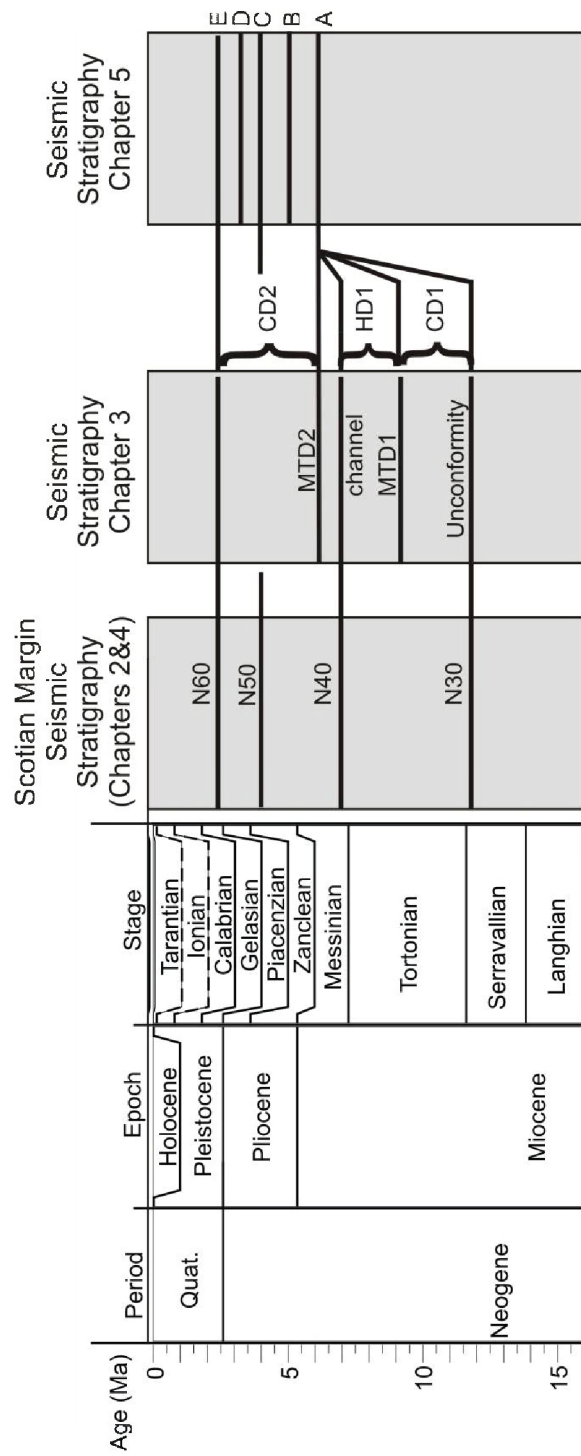 Age (Ma)
0
5
10
15
Period
Quat.
Neogene
Epoch
Holocene
Pleistocene
Pliocene
Miocene
Stage
Tarantian
Ionian
Calabrian
Gelasian
Piacenzian
Zanclean
Messinian
Tortonian
Serravallian
Langhian
Scotian Margin
Seismic
Stratigraphy
(Chapters 2&4)
N60
N50
N40
N30
Seismic
Stratigraphy
Chapter 3
MTD2
channel
MTD1
Unconformity
CD2
HD1
CD1
Seismic
Stratigraphy
Chapter 5
E
D
C
B
A